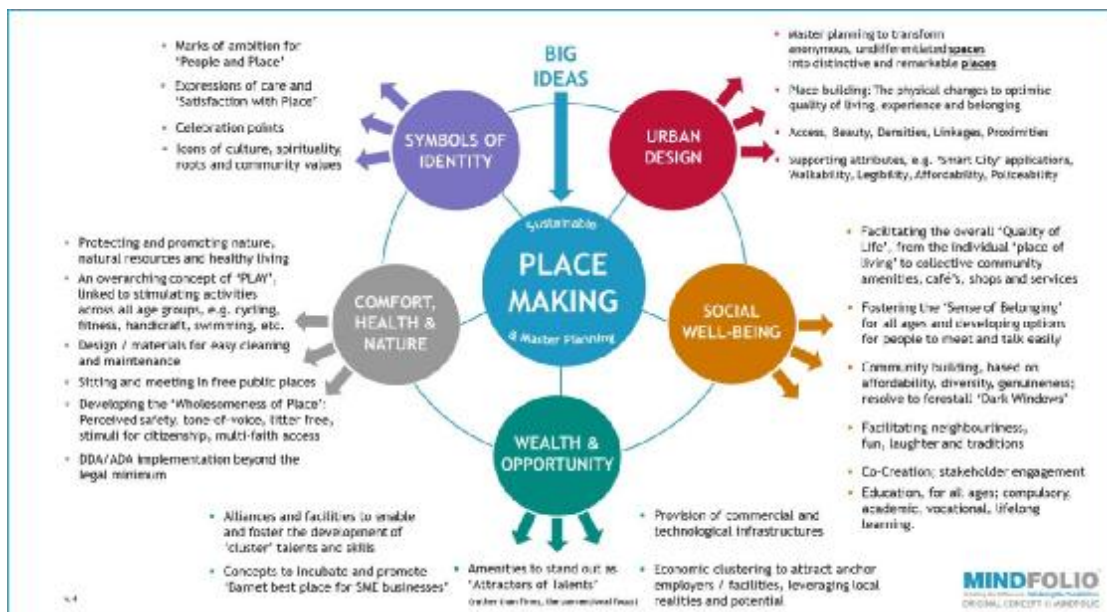 BIG
IDEAS
• Marks of ambition for
'People and Place'
• Expressions of care and
'Satisfaction with Place'
• Celebration points
• Icons of culture, spirituality,
roots and community values
SYMBOLS OF
IDENTITY
URBAN
DESIGN
• Master planning to transform
anonymous, undifferentiated spaces
into distinctive and remarkable places
• Place building: The physical changes to optimise
quality of living, experience and belonging
• Access, Beauty, Densities, Linkages, Proximities
• Supporting attributes, e.g. 'Smart City' applications,
Walkability, Legibility, Affordability, Policeability
Sustainable
PLACE
MAKING
& Master Planning
• Protecting and promoting nature,
natural resources and healthy living
• An overarching concept of 'PLAY',
linked to stimulating activities
across all age groups, e.g. cycling,
fitness, handicraft, swimming, etc.
• Design / materials for easy cleaning
and maintenance
• Sitting and meeting in free public places
• Developing the 'Wholesomeness of Place':
Perceived safety, tone-of-voice, litter free,
stimuli for citizenship, multi-faith access
• DDA/ADA implementation beyond the
legal minimum
COMFORT,
HEALTH &
NATURE
SOCIAL
WELL-BEING
• Facilitating the overall 'Quality of
Life', from the individual 'place of
living' to collective community
amenities, café's, shops and services
• Fostering the 'Sense of Belonging'
for all ages and developing options
for people to meet and talk easily
• Community building, based on
affordability, diversity, genuineness;
resolve to forestall 'Dark Windows'
• Facilitating neighbourliness,
fun, laughter and traditions
• Co-Creation; stakeholder engagement
• Education, for all ages; compulsory,
academic, vocational, lifelong
learning.
WEALTH &
OPPORTUNITY
• Alliances and facilities to enable
and foster the development of
'cluster' talents and skills
• Concepts to incubate and promote
'Barnet best place for SME businesses'
• Amenities to stand out as
'Attractors of Talents'
(rather than firms, the conventional focus)
• Provision of commercial and
technological infrastructures
• Economic clustering to attract anchor
employers / facilities, leveraging local
realities and potential
MINDFOLIO
ORIGINAL CONCEPT © MINDFOLIO